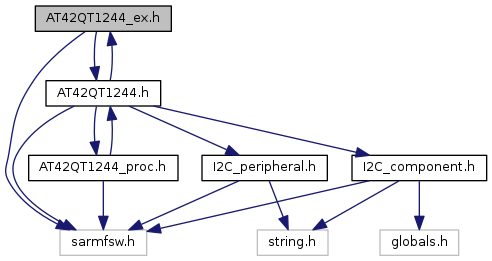 AT42QT1244_ex.h
AT42QT1244.h
AT42QT1244_proc.h
I2C_peripheral.h
I2C_component.h
sarmfsw.h
string.h
globals.h